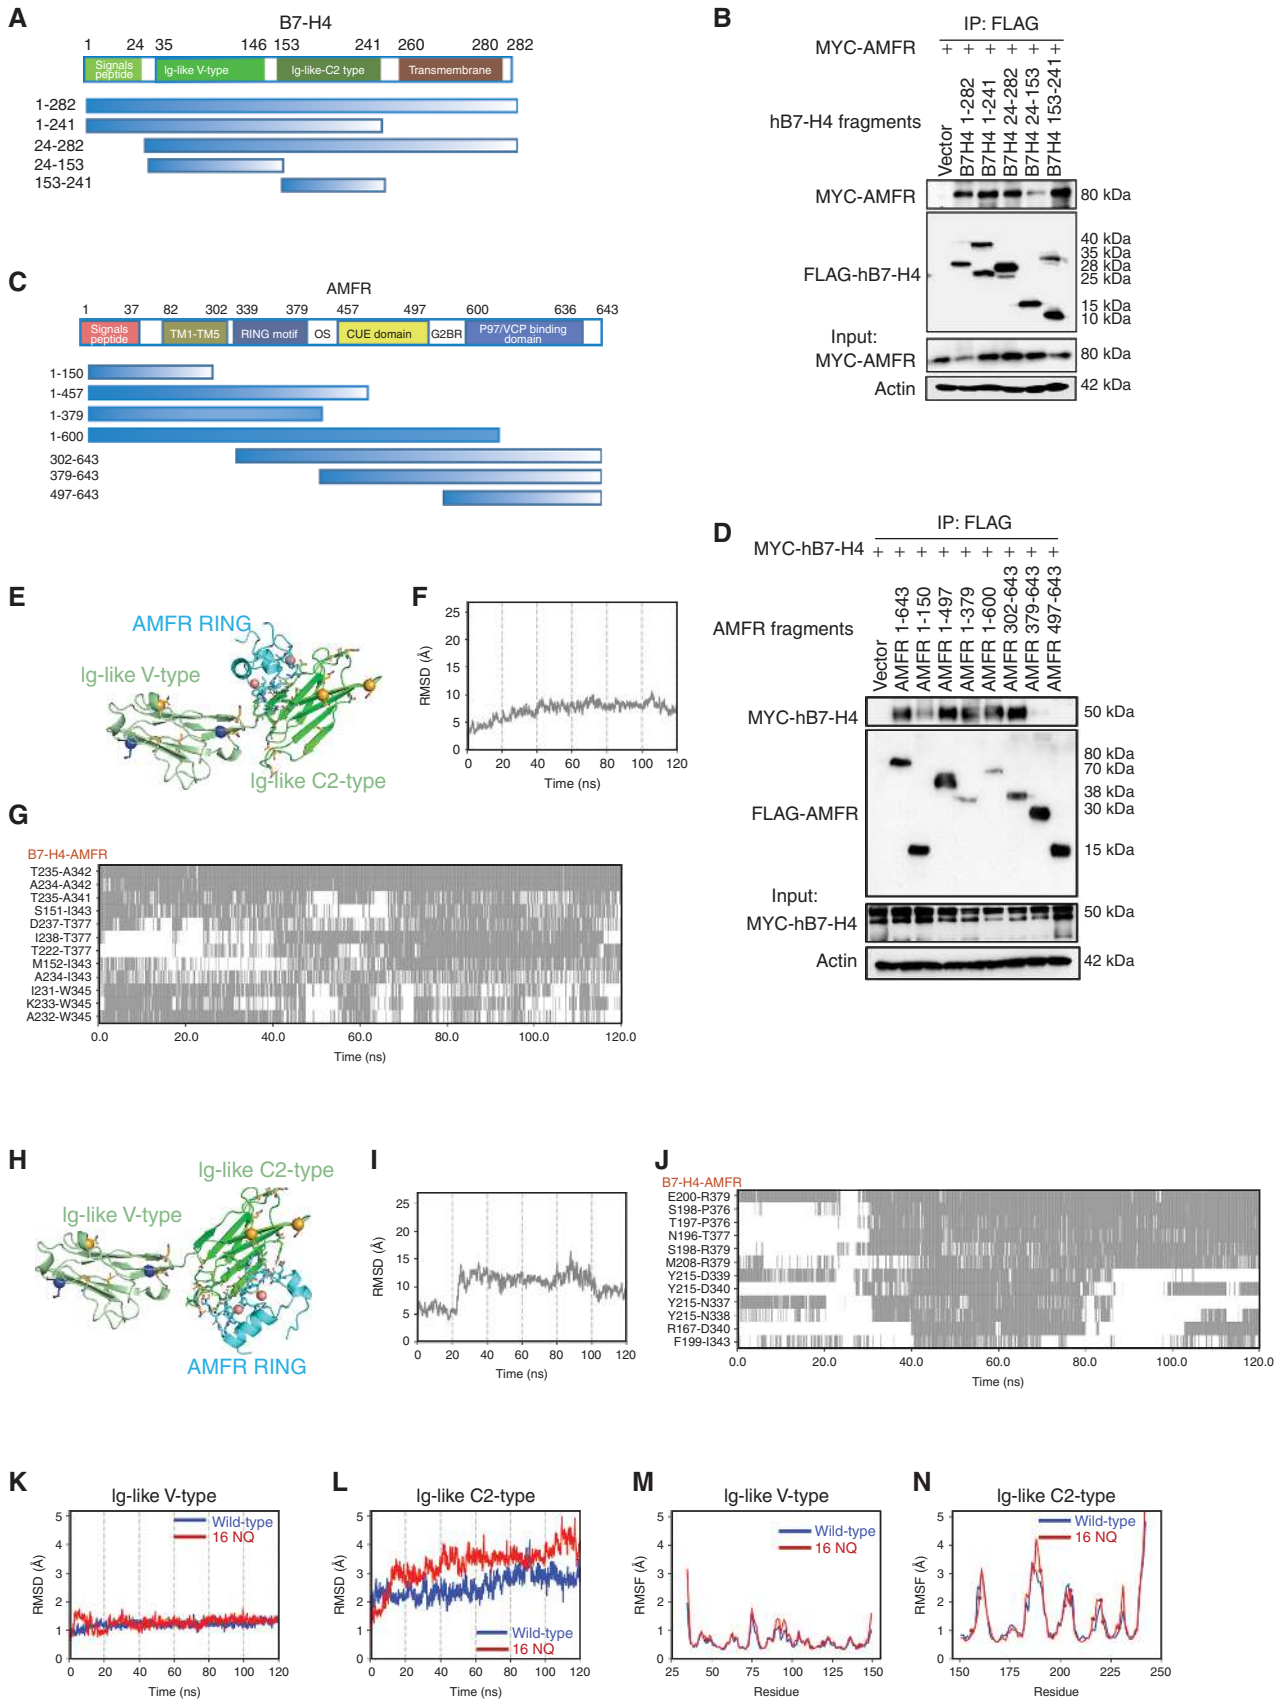 A
B7-H4
1 24 35 146 153 241 260 280 282
Signals peptide
Ig-like V-type
Ig-like-C2 type
Transmembrane
1-282
1-241
24-282
24-153
153-241
B
IP: FLAG
MYC-AMFR + + + + + +
hB7-H4 fragments
Vector
B7H4 1-282
B7H4 1-241
B7H4 24-282
B7H4 24-153
B7H4 153-241
MYC-AMFR 80 kDa
FLAG-hB7-H4
40 kDa
35 kDa
28 kDa
25 kDa
15 kDa
10 kDa
Input:
MYC-AMFR 80 kDa
Actin 42 kDa
C
AMFR
1 37 82 302 339 379 457 497 600 636 643
Signals peptide
TM1-TM5
RING motif
OS
CUE domain
G2BR
P97/VCP binding domain
1-150
1-457
1-379
1-600
302-643
379-643
497-643
D
IP: FLAG
MYC-hB7-H4 + + + + + + + + +
AMFR fragments
Vector
AMFR 1-643
AMFR 1-150
AMFR 1-497
AMFR 1-379
AMFR 1-600
AMFR 302-643
AMFR 379-643
AMFR 497-643
MYC-hB7-H4 50 kDa
FLAG-AMFR
80 kDa
70 kDa
38 kDa
30 kDa
15 kDa
Input:
MYC-hB7-H4 50 kDa
Actin 42 kDa
E
AMFR RING
Ig-like V-type
Ig-like C2-type
F
RMSD (Å)
25
20
15
10
5
0
0 20 40 60 80 100 120
Time (ns)
G
B7-H4-AMFR
T235-A342
A234-A342
T235-A341
S151-I343
D237-T377
I238-T377
T222-T377
M152-I343
A234-I343
I231-W345
K233-W345
A232-W345
0.0 20.0 40.0 60.0 80.0 100.0 120.0
Time (ns)
H
Ig-like C2-type
Ig-like V-type
AMFR RING
I
RMSD (Å)
25
20
15
10
5
0
0 20 40 60 80 100 120
Time (ns)
J
B7-H4-AMFR
E200-R379
S198-P376
T197-P376
N196-T377
S198-R379
M208-R379
Y215-D339
Y215-D340
Y215-N337
Y215-N338
R167-D340
F199-I343
0.0 20.0 40.0 60.0 80.0 100.0 120.0
Time (ns)
K
Ig-like V-type
RMSD (Å)
5
4
3
2
1
0
Wild-type
16 NQ
0 20 40 60 80 100 120
Time (ns)
L
Ig-like C2-type
RMSD (Å)
5
4
3
2
1
0
Wild-type
16 NQ
0 20 40 60 80 100 120
Time (ns)
M
Ig-like V-type
RMSF (Å)
5
4
3
2
1
0
Wild-type
16 NQ
25 50 75 100 125 150
Residue
N
Ig-like C2-type
RMSF (Å)
5
4
3
2
1
0
Wild-type
16 NQ
150 175 200 225 250
Residue